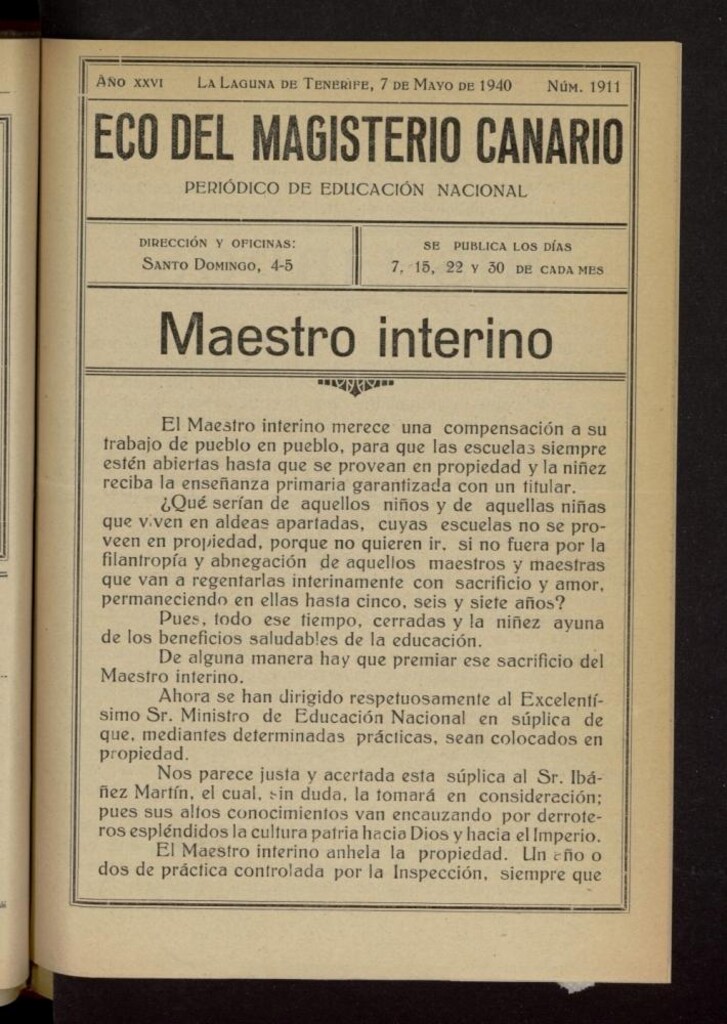 AÑO XXVI LA LAGUNA DE TENERIFE, 7 DE MAYO DE 1940 NÚM. 1911
ECO DEL MAGISTERIO CANARIO
PERIÓDICO DE EDUCACIÓN NACIONAL
DIRECCIÓN Y OFICINAS:
SANTO DOMINGO, 4-5
SE PUBLICA LOS DÍAS
7, 15, 22 Y 30 DE CADA MES
Maestro interino
El Maestro interino merece una compensación a su
trabajo de pueblo en pueblo, para que las escuelas siempre
estén abiertas hasta que se provean en propiedad y la niñez
reciba la enseñanza primaria garantizada con un titular.
¿Qué serían de aquellos niños y de aquellas niñas
que viven en aldeas apartadas, cuyas escuelas no se pro-
veen en propiedad, porque no quieren ir, si no fuera por la
filantropía y abnegación de aquellos maestros y maestras
que van a regentarlas interinamente con sacrificio y amor,
permaneciendo en ellas hasta cinco, seis y siete años?
Pues, todo ese tiempo, cerradas y la niñez ayuna
de los beneficios saludables de la educación.
De alguna manera hay que premiar ese sacrificio del
Maestro interino.
Ahora se han dirigido respetuosamente al Excelentí-
simo Sr. Ministro de Educación Nacional en súplica de
que, mediantes determinadas prácticas, sean colocados en
propiedad.
Nos parece justa y acertada esta súplica al Sr. Ibá-
ñez Martín, el cual, sin duda, la tomará en consideración;
pues sus altos conocimientos van encauzando por derrote-
ros espléndidos la cultura patria hacia Dios y hacia el Imperio.
El Maestro interino anhela la propiedad. Un año o
dos de práctica controlada por la Inspección, siempre que